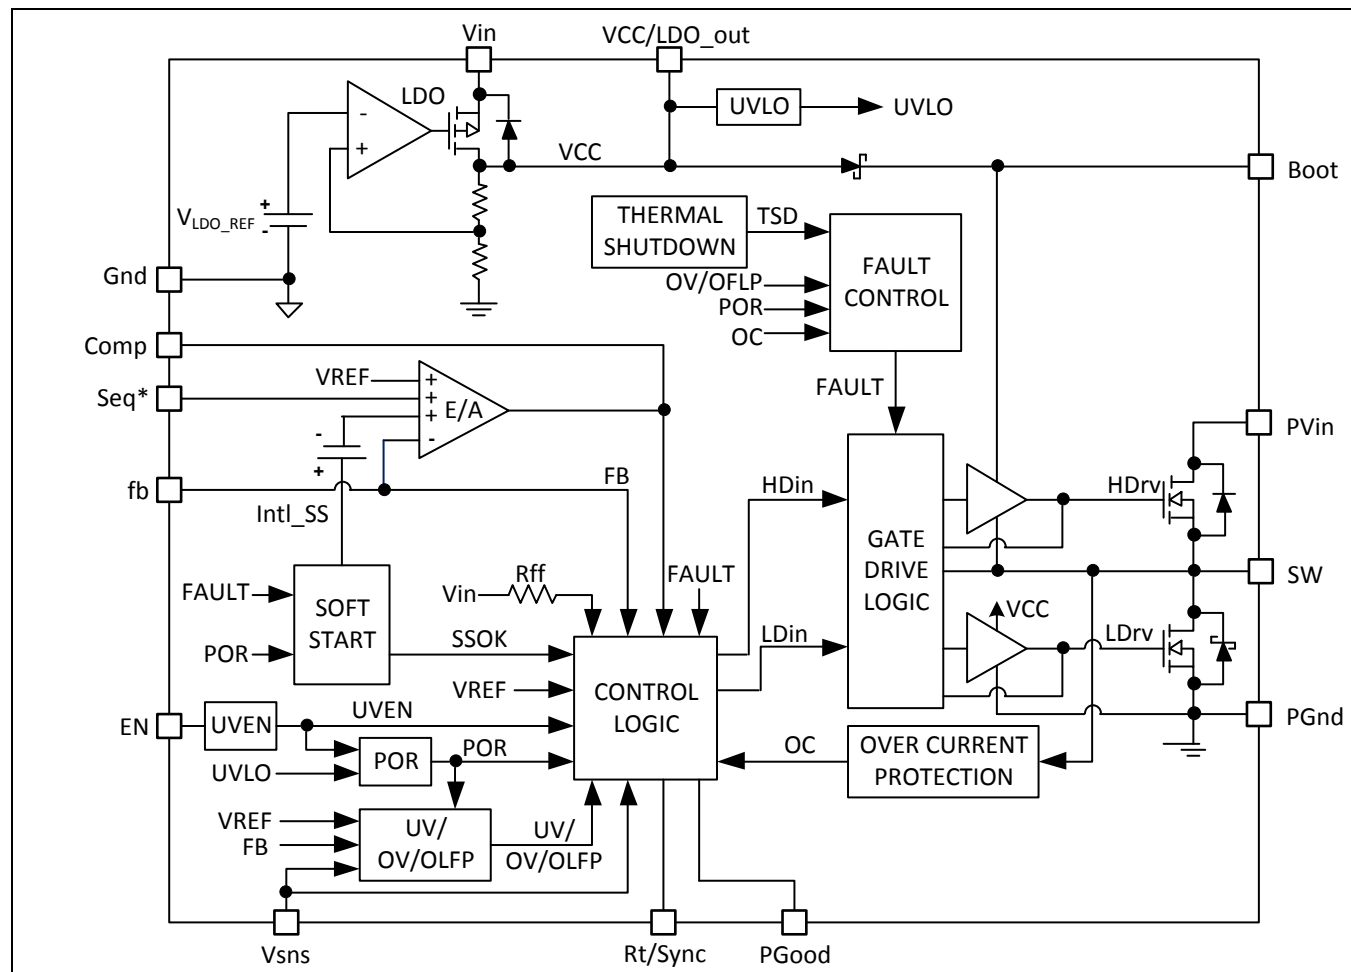 Vin
VCC/LDO_out
LDO
UVLO
UVLO
-
+
VCC
Boot
+
V_LDO_REF
-
THERMAL
SHUTDOWN
TSD
FAULT
CONTROL
Gnd
OV/OFLP
POR
OC
Comp
VREF
+
+
+
-
E/A
FAULT
Seq*
-
+
PVin
fb
Intl_SS
FB
HDin
HDrv
GATE
DRIVE
LOGIC
SW
FAULT
SOFT
START
POR
Vin
Rff
FAULT
VCC
LDin
LDrv
SSOK
VREF
CONTROL
LOGIC
EN
UVEN
UVEN
PGnd
UVLO
POR
POR
OC
OVER CURRENT
PROTECTION
VREF
FB
UV/
OV/OLFP
UV/
OV/OLFP
Vsns
Rt/Sync
PGood